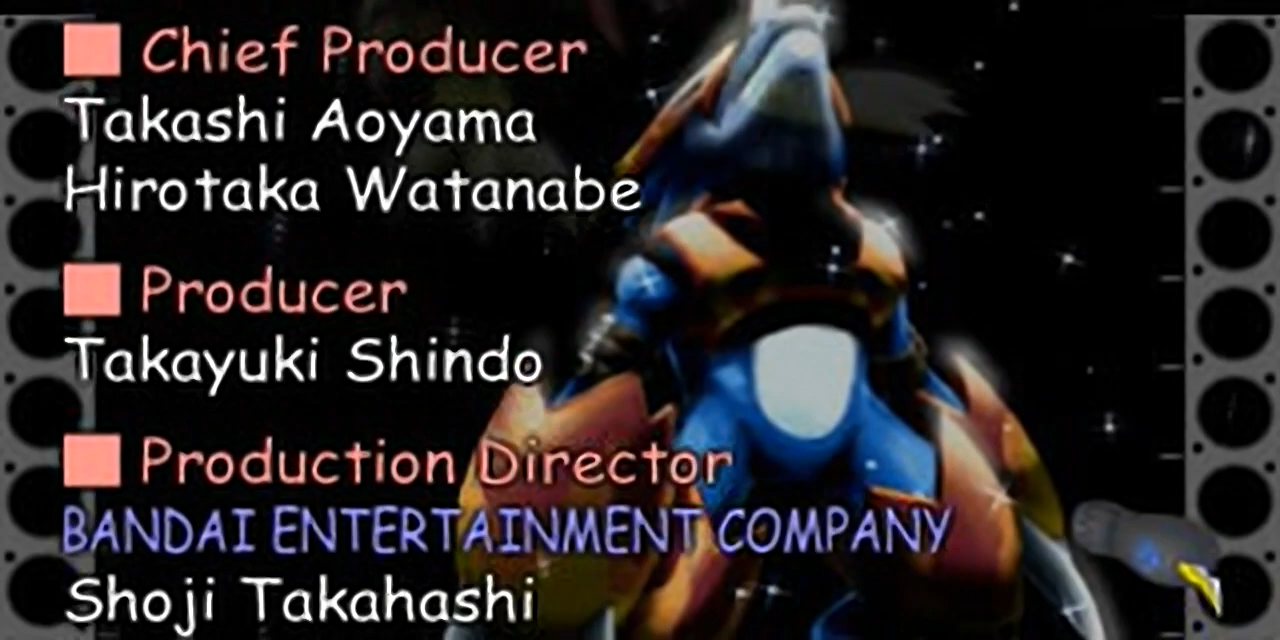 Chief Producer
Takashi Aoyama
Hirotaka Watanabe
Producer
Takayuki Shindo
Production Director
BANDAI ENTERTAINMENT COMPANY
Shoji Takahashi